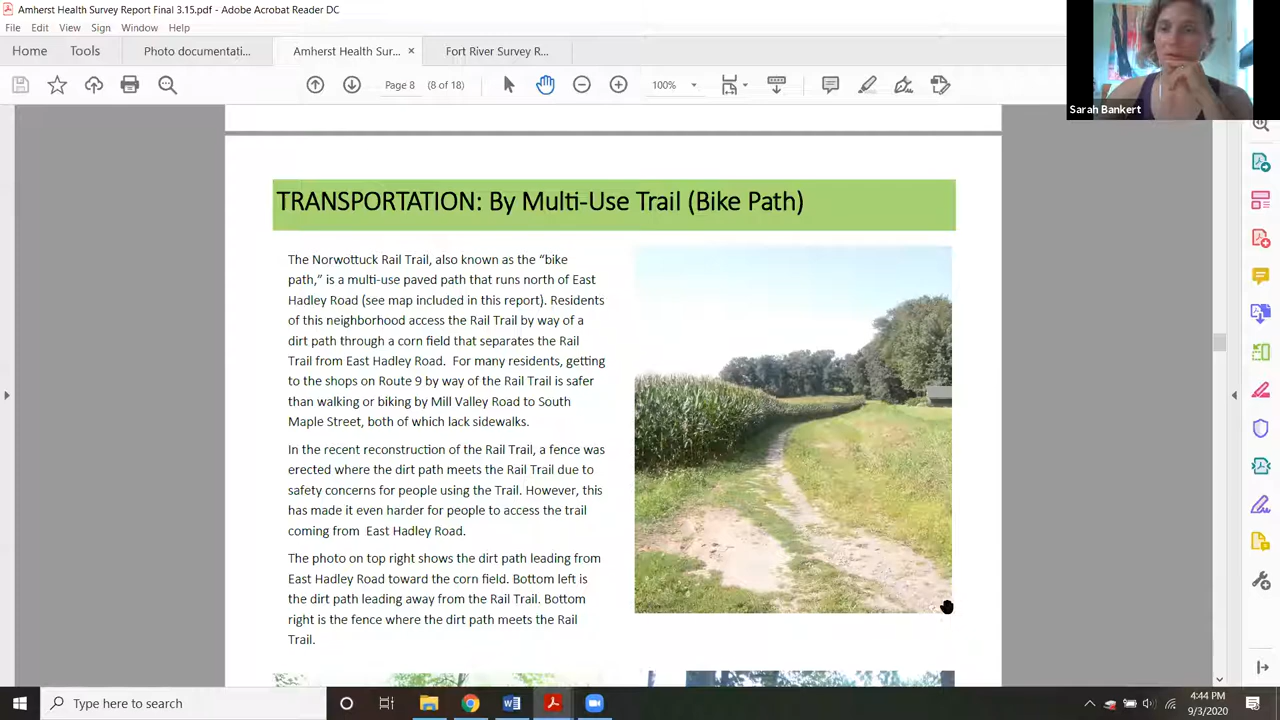 Amherst Health Survey Report Final 3.15.pdf - Adobe Acrobat Reader DC
File Edit View Sign Window Help
Home Tools Photo documentati... Amherst Health Sur... × Fort River Survey R...
Page 8 (8 of 18) 100%
Sarah Bankert
TRANSPORTATION: By Multi-Use Trail (Bike Path)
The Norwottuck Rail Trail, also known as the “bike
path,” is a multi-use paved path that runs north of East
Hadley Road (see map included in this report). Residents
of this neighborhood access the Rail Trail by way of a
dirt path through a corn field that separates the Rail
Trail from East Hadley Road.  For many residents, getting
to the shops on Route 9 by way of the Rail Trail is safer
than walking or biking by Mill Valley Road to South
Maple Street, both of which lack sidewalks.
In the recent reconstruction of the Rail Trail, a fence was
erected where the dirt path meets the Rail Trail due to
safety concerns for people using the Trail. However, this
has made it even harder for people to access the trail
coming from  East Hadley Road.
The photo on top right shows the dirt path leading from
East Hadley Road toward the corn field. Bottom left is
the dirt path leading away from the Rail Trail. Bottom
right is the fence where the dirt path meets the Rail
Trail.
Type here to search
4:44 PM
9/3/2020